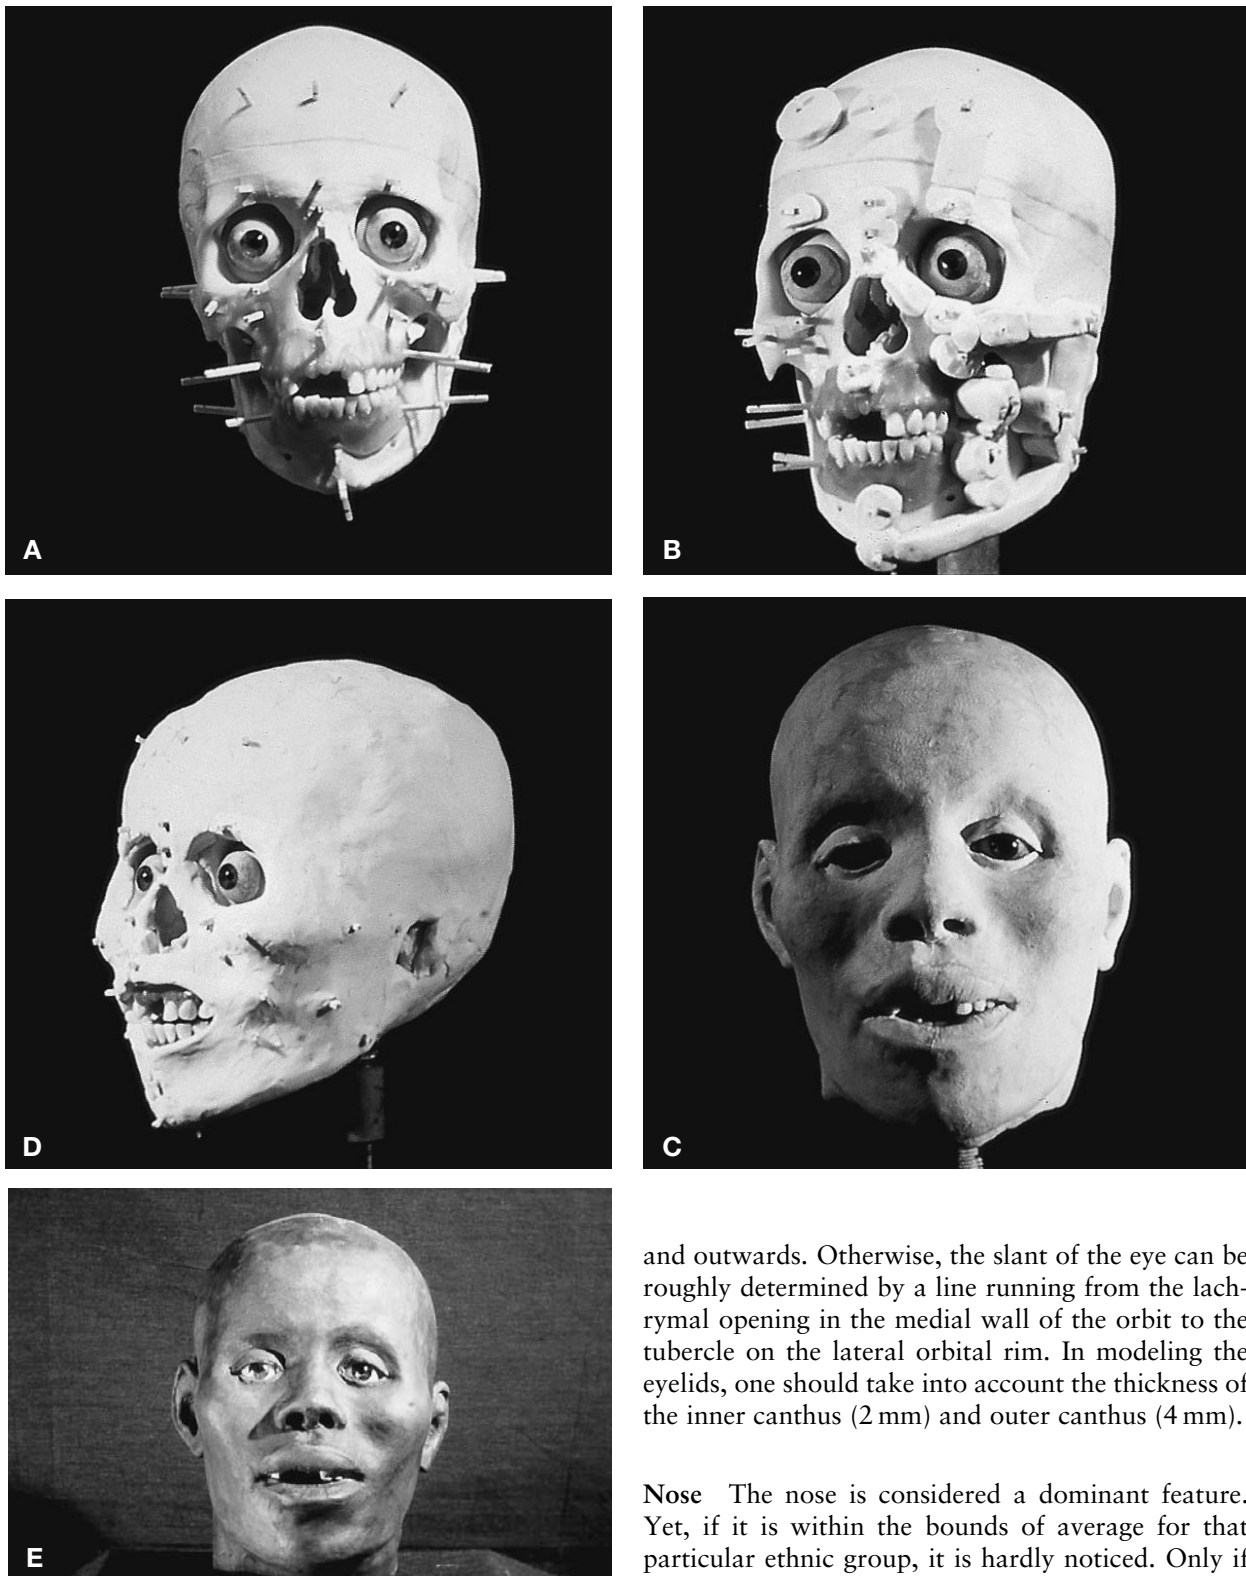 A
B
D
C
E
and outwards. Otherwise, the slant of the eye can be
roughly determined by a line running from the lach-
rymal opening in the medial wall of the orbit to the
tubercle on the lateral orbital rim. In modeling the
eyelids, one should take into account the thickness of
the inner canthus (2 mm) and outer canthus (4 mm).
Nose The nose is considered a dominant feature.
Yet, if it is within the bounds of average for that
particular ethnic group, it is hardly noticed. Only if